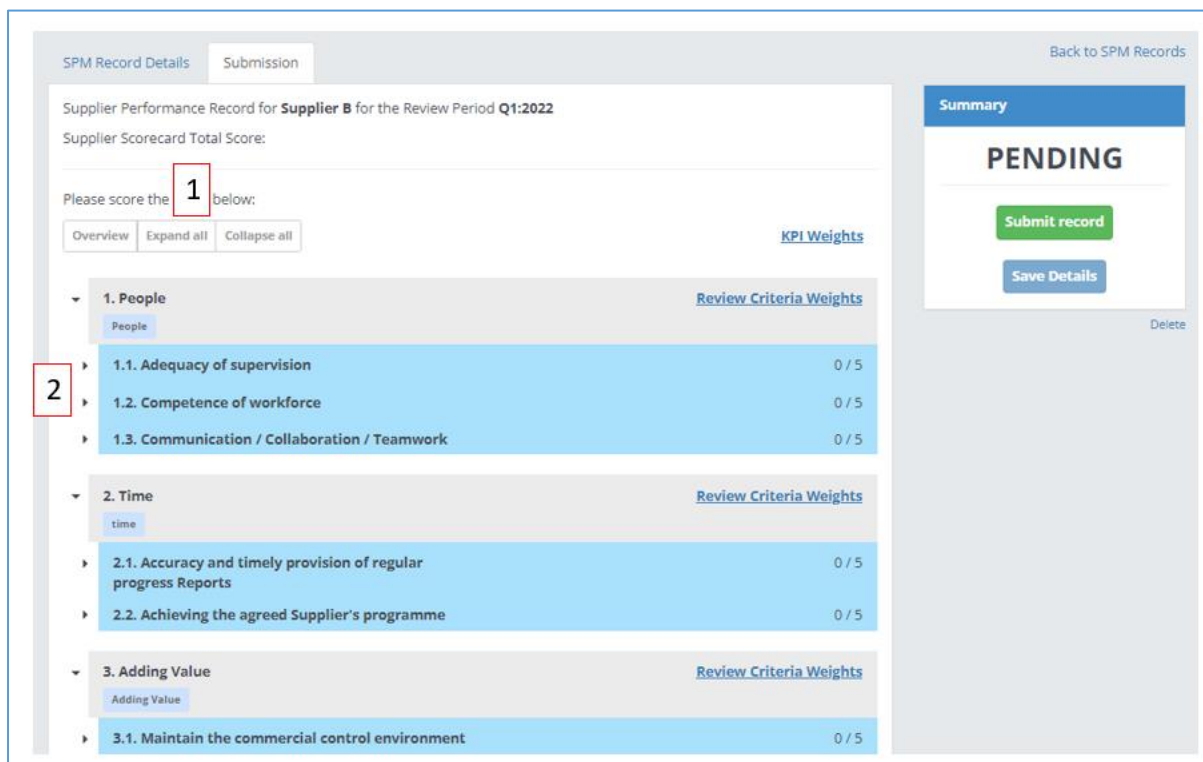 SPM Record Details
Submission
Back to SPM Records
Supplier Performance Record for Supplier B for the Review Period Q1:2022
Supplier Scorecard Total Score:
Summary
PENDING
Submit record
Save Details
Delete
1
Please score the below:
Overview
Expand all
Collapse all
KPI Weights
1. People
Review Criteria Weights
People
1.1. Adequacy of supervision 0 / 5
2
1.2. Competence of workforce 0 / 5
1.3. Communication / Collaboration / Teamwork 0 / 5
2. Time
Review Criteria Weights
time
2.1. Accuracy and timely provision of regular 0 / 5
progress Reports
2.2. Achieving the agreed Supplier's programme 0 / 5
3. Adding Value
Review Criteria Weights
Adding Value
3.1. Maintain the commercial control environment 0 / 5